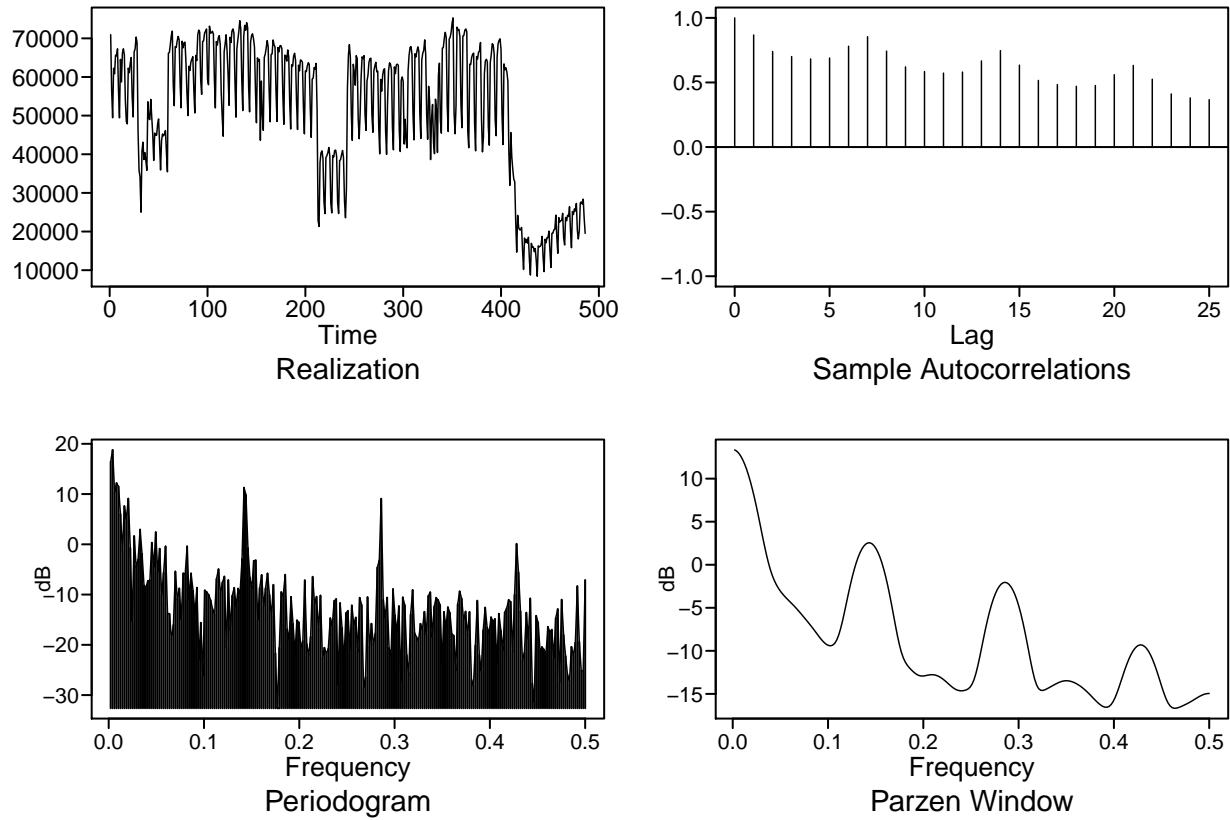 70000
60000
50000
40000
30000
20000
10000
0 100 200 300 400 500
Time
Realization
1.0
0.5
0.0
−0.5
−1.0
0 5 10 15 20 25
Lag
Sample Autocorrelations
20
10
0
−10
−20
−30
dB
0.0 0.1 0.2 0.3 0.4 0.5
Frequency
Periodogram
10
5
0
−5
−10
−15
dB
0.0 0.1 0.2 0.3 0.4 0.5
Frequency
Parzen Window